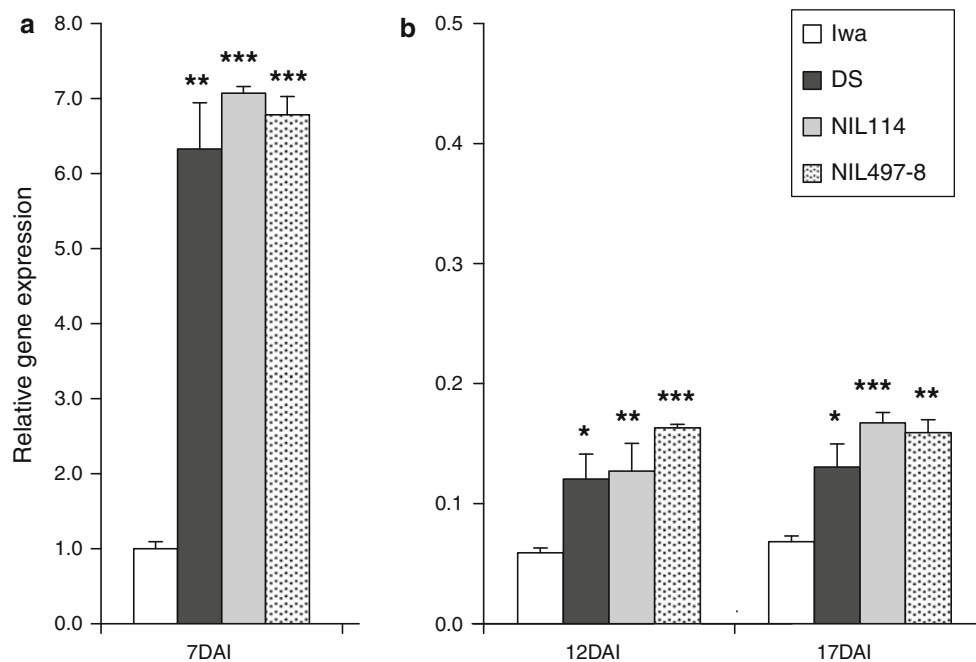 a
8.0
7.0
6.0
5.0
4.0
3.0
2.0
1.0
0.0
Relative gene expression
** *** ***
7DAI
b
0.5
0.4
0.3
0.2
0.1
0.0
* ** ***
* *** **
12DAI 17DAI
Iwa
DS
NIL114
NIL497-8